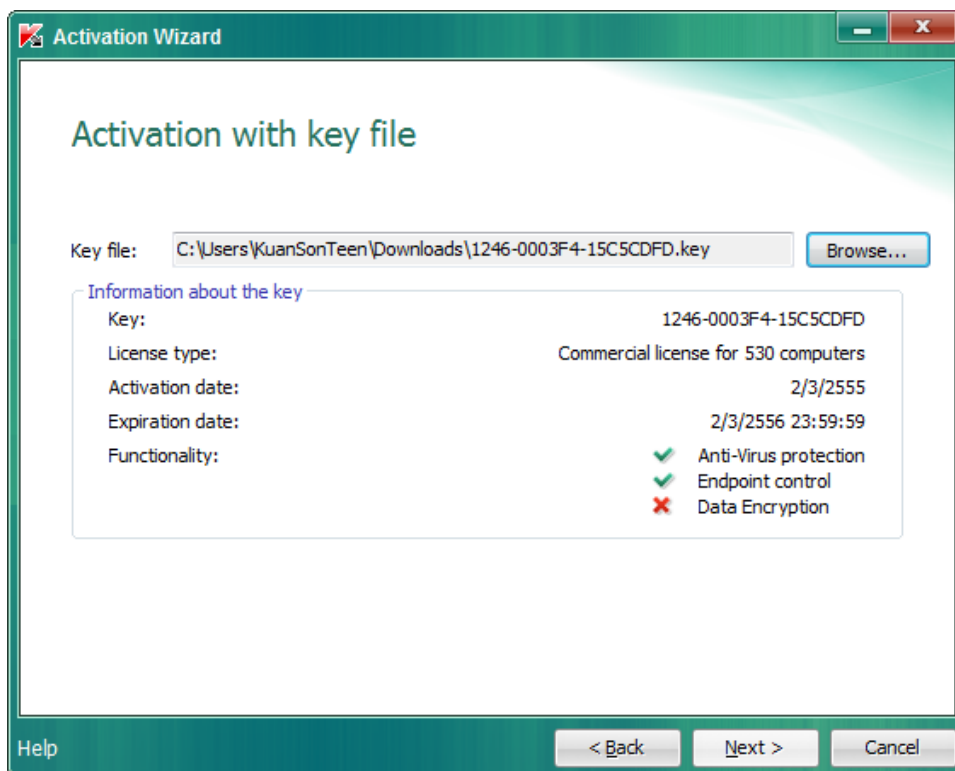 Activation Wizard
Activation with key file
Key file: C:\Users\KuanSonTeen\Downloads\1246-0003F4-15C5CDFD.key Browse...
Information about the key
Key: 1246-0003F4-15C5CDFD
License type: Commercial license for 530 computers
Activation date: 2/3/2555
Expiration date: 2/3/2556 23:59:59
Functionality: Anti-Virus protection
Endpoint control
Data Encryption
Help < Back Next > Cancel